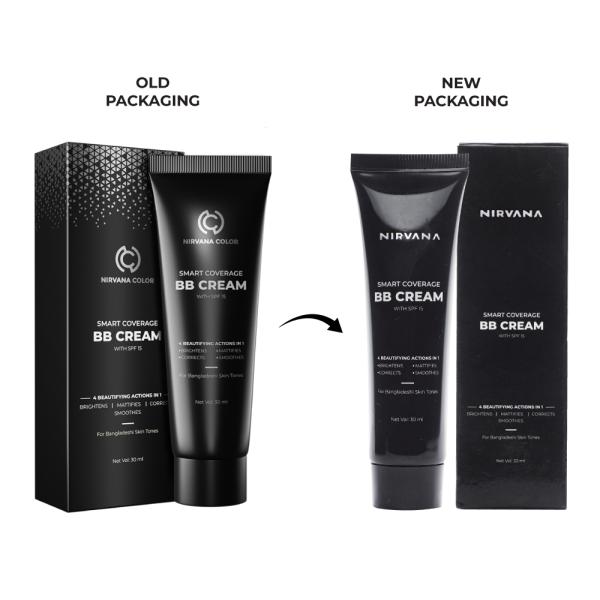 OLD
PACKAGING
NEW
PACKAGING
NIRVANA COLOR
SMART COVERAGE
BB CREAM
WITH SPF 15
4 BEAUTIFYING ACTIONS IN 1
BRIGHTENS | MATTIFIES | CORRECTS
SMOOTHES
For Bangladeshi Skin Tones
Net Vol: 30 ml
NIRVANA COLOR
SMART COVERAGE
BB CREAM
WITH SPF 15
4 BEAUTIFYING ACTIONS IN 1
•BRIGHTENS •MATTIFIES
•CORRECTS •SMOOTHES
For Bangladeshi Skin Tones
Net Vol: 30 ml
NIRVANA
SMART COVERAGE
BB CREAM
WITH SPF 15
4 BEAUTIFYING ACTIONS IN 1
•BRIGHTENS •MATTIFIES
•CORRECTS •SMOOTHES
For Bangladeshi Skin Tones
Net Vol: 30 ml
NIRVANA
SMART COVERAGE
BB CREAM
WITH SPF 15
4 BEAUTIFYING ACTIONS IN 1
BRIGHTENS | MATTIFIES | CORRECTS
SMOOTHES
For Bangladeshi Skin Tones
Net Vol: 30 ml